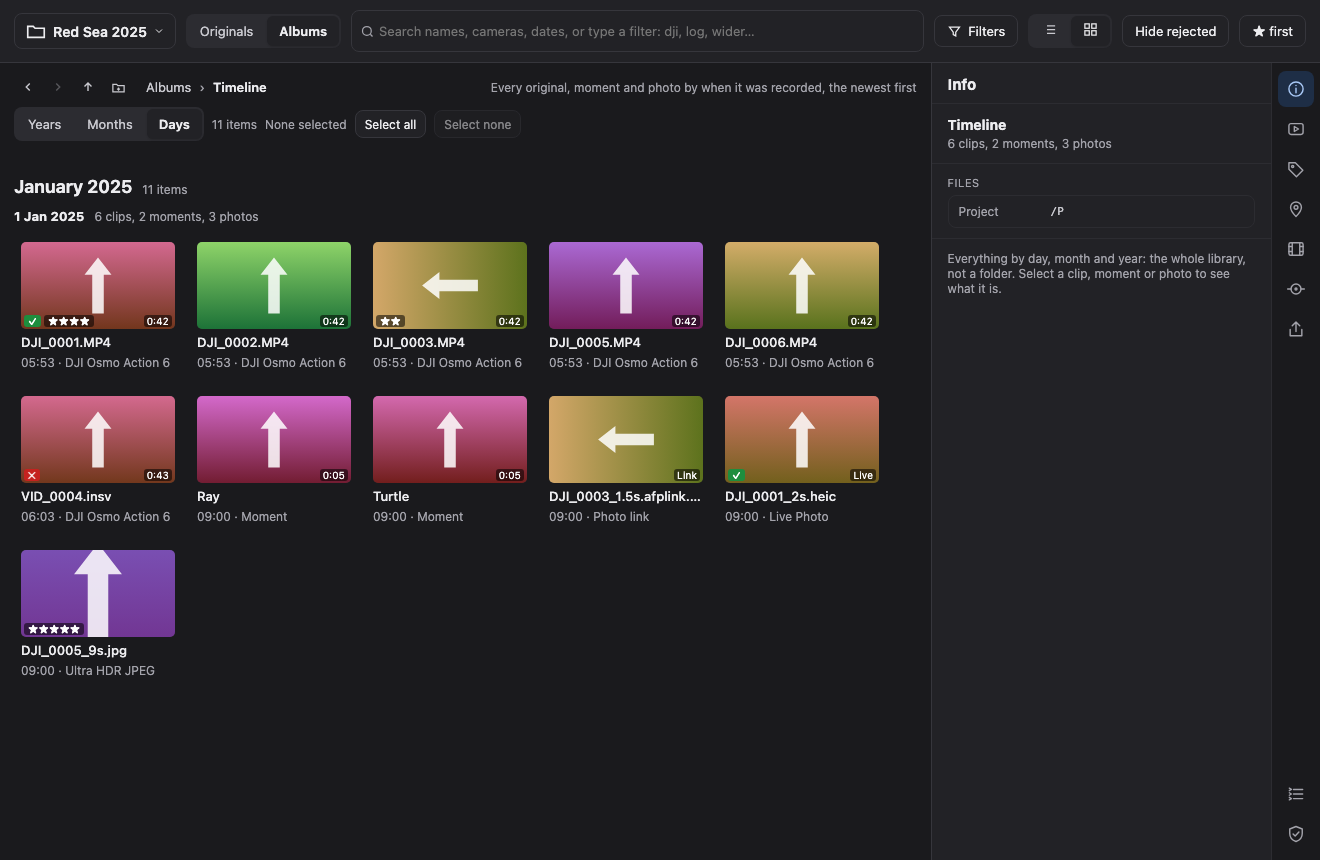 Red Sea 2025
Originals
Albums
Search names, cameras, dates, or type a filter: dji, log, wider...
Filters
Hide rejected
★ first
Albums › Timeline
Every original, moment and photo by when it was recorded, the newest first
Years
Months
Days
11 items
None selected
Select all
Select none
January 2025
11 items
1 Jan 2025
6 clips, 2 moments, 3 photos
0:42
0:42
0:42
0:42
0:42
DJI_0001.MP4
DJI_0002.MP4
DJI_0003.MP4
DJI_0005.MP4
DJI_0006.MP4
05:53 · DJI Osmo Action 6
05:53 · DJI Osmo Action 6
05:53 · DJI Osmo Action 6
05:53 · DJI Osmo Action 6
05:53 · DJI Osmo Action 6
0:43
0:05
0:05
Link
Live
VID_0004.insv
Ray
Turtle
DJI_0003_1.5s.afplink....
DJI_0001_2s.heic
06:03 · DJI Osmo Action 6
09:00 · Moment
09:00 · Moment
09:00 · Photo link
09:00 · Live Photo
DJI_0005_9s.jpg
09:00 · Ultra HDR JPEG
Info
Timeline
6 clips, 2 moments, 3 photos
FILES
Project
/P
Everything by day, month and year: the whole library,
not a folder. Select a clip, moment or photo to see
what it is.